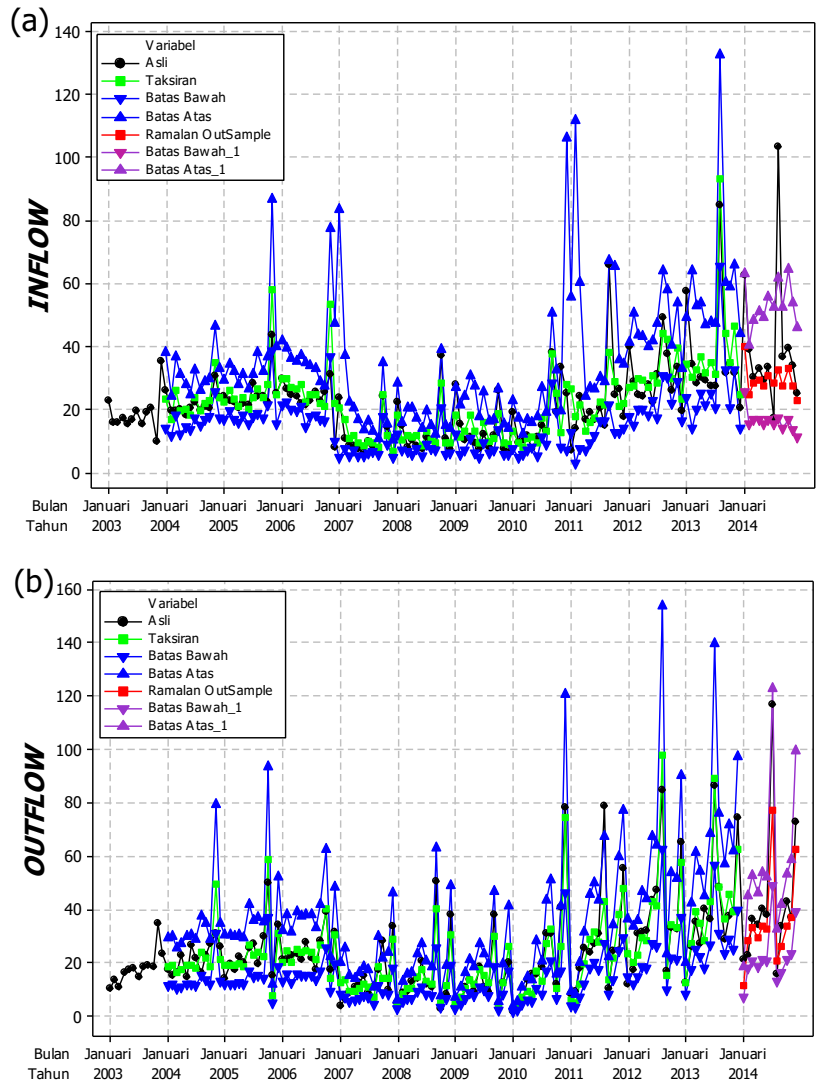 (a)
140
120
100
80
60
40
20
0
INFLOW
Variabel
Asli
Taksiran
Batas Bawah
Batas Atas
Ramalan OutSample
Batas Bawah_1
Batas Atas_1
Bulan Januari Januari Januari Januari Januari Januari Januari Januari Januari Januari Januari Januari
Tahun 2003 2004 2005 2006 2007 2008 2009 2010 2011 2012 2013 2014
(b)
160
140
120
100
80
60
40
20
0
OUTFLOW
Variabel
Asli
Taksiran
Batas Bawah
Batas Atas
Ramalan OutSample
Batas Bawah_1
Batas Atas_1
Bulan Januari Januari Januari Januari Januari Januari Januari Januari Januari Januari Januari Januari
Tahun 2003 2004 2005 2006 2007 2008 2009 2010 2011 2012 2013 2014